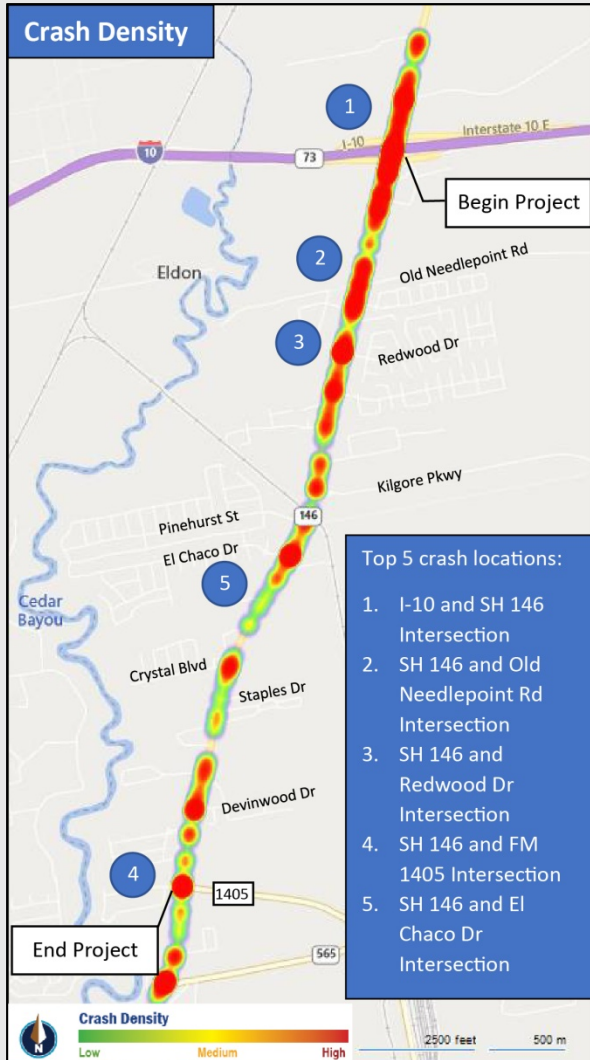 Crash Density
1
I-10
Interstate 10 E
10
73
Begin Project
2
Old Needlepoint Rd
Eldon
3
Redwood Dr
Kilgore Pkwy
Pinehurst St
146
El Chaco Dr
5
Cedar
Bayou
Crystal Blvd
Staples Dr
Devinwood Dr
4
1405
End Project
565
Top 5 crash locations:
1. I-10 and SH 146
Intersection
2. SH 146 and Old
Needlepoint Rd
Intersection
3. SH 146 and
Redwood Dr
Intersection
4. SH 146 and FM
1405 Intersection
5. SH 146 and El
Chaco Dr
Intersection
N
Crash Density
Low Medium High
2500 feet 500 m